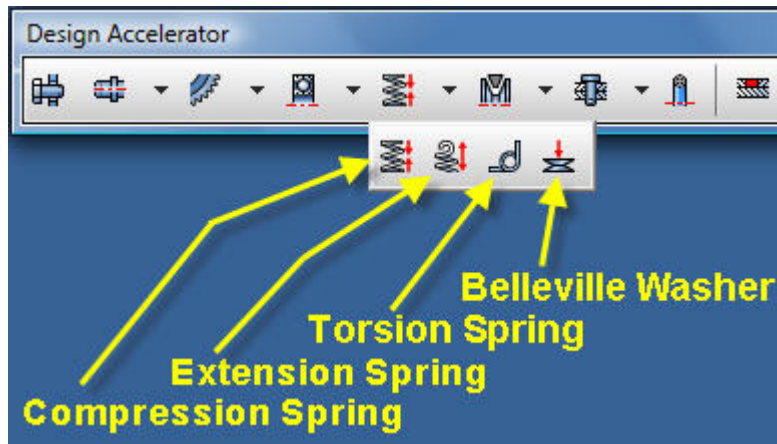 Design Accelerator
Belleville Washer
Torsion Spring
Extension Spring
Compression Spring